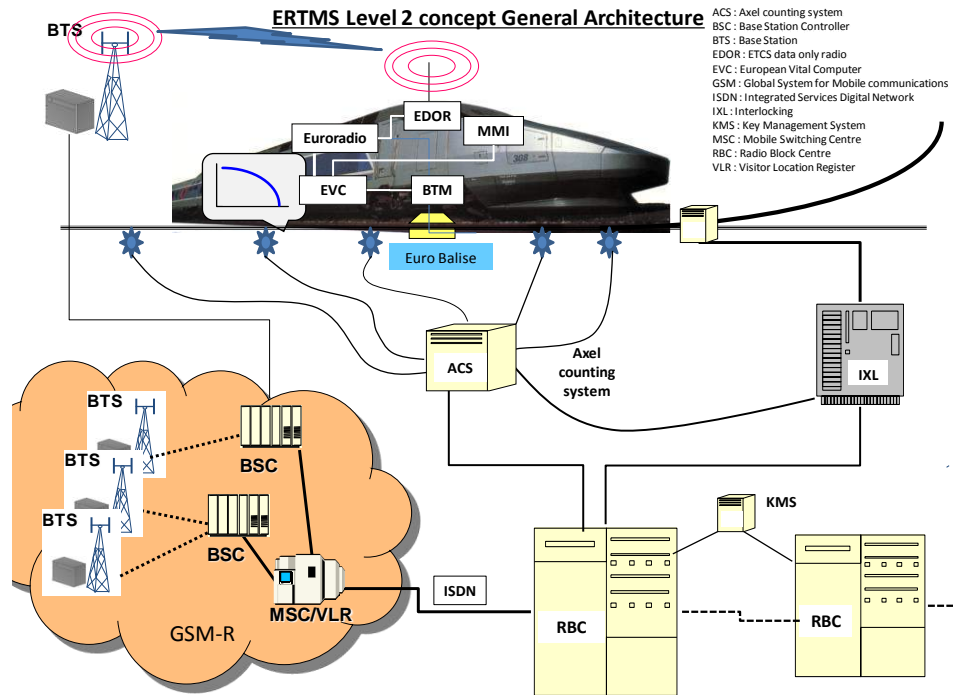 ERTMS Level 2 concept General Architecture
ACS : Axel counting system
BSC : Base Station Controller
BTS : Base Station
EDOR : ETCS data only radio
EVC : European Vital Computer
GSM : Global System for Mobile communications
ISDN : Integrated Services Digital Network
IXL : Interlocking
KMS : Key Management System
MSC : Mobile Switching Centre
RBC : Radio Block Centre
VLR : Visitor Location Register
BTS
EDOR
Euroradio
MMI
308
EVC
BTM
Euro Balise
ACS
Axel
counting
system
IXL
BTS
BSC
BTS
BSC
BTS
MSC/VLR
GSM-R
ISDN
KMS
RBC
RBC